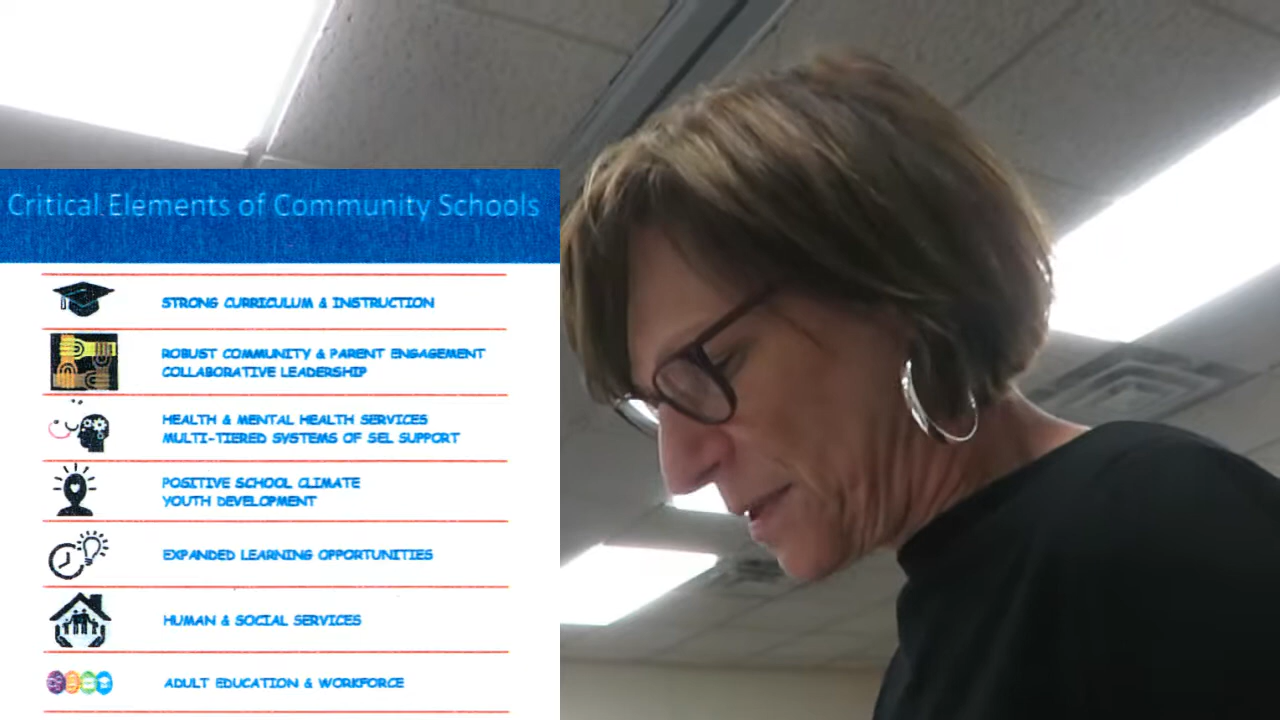 Critical Elements of Community Schools
STRONG CURRICULUM & INSTRUCTION
ROBUST COMMUNITY & PARENT ENGAGEMENT
COLLABORATIVE LEADERSHIP
HEALTH & MENTAL HEALTH SERVICES
MULTI-TIERED SYSTEMS OF SEL SUPPORT
POSITIVE SCHOOL CLIMATE
YOUTH DEVELOPMENT
EXPANDED LEARNING OPPORTUNITIES
HUMAN & SOCIAL SERVICES
ADULT EDUCATION & WORKFORCE